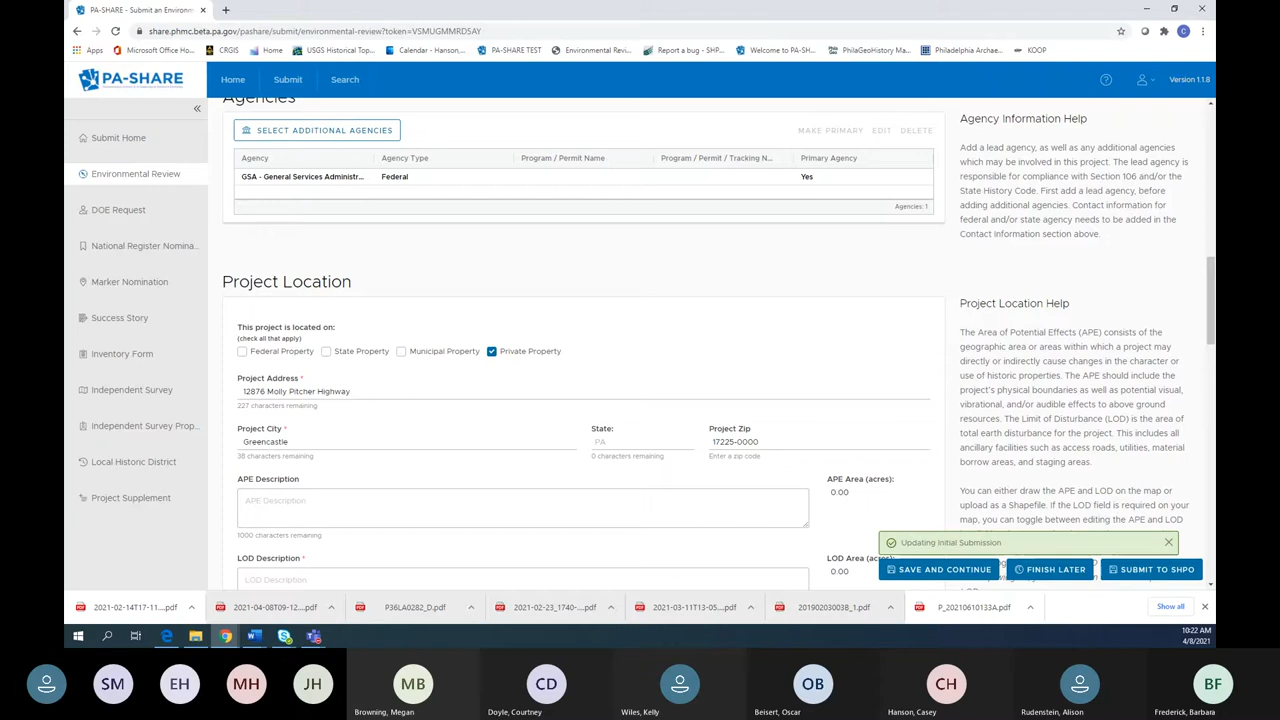 PA-SHARE - Submit an Environme
share.phmc.beta.pa.gov/pashare/submit/environmental-review?token=VSMUGMMRD5AY
Apps
Microsoft Office Ho...
CRGIS
Home
USGS Historical Top...
Calendar - Hanson,...
PA-SHARE TEST
Environmental Revi...
Report a bug - SHP...
Welcome to PA-SH...
PhilaGeoHistory Ma...
Philadelphia Archae...
KOOP
PA-SHARE
Home
Submit
Search
Version 1.1.8
Submit Home
Environmental Review
DOE Request
National Register Nomina...
Marker Nomination
Success Story
Inventory Form
Independent Survey
Independent Survey Prop...
Local Historic District
Project Supplement
Agencies
SELECT ADDITIONAL AGENCIES
MAKE PRIMARY EDIT DELETE
Agency
Agency Type
Program / Permit Name
Program / Permit / Tracking N...
Primary Agency
GSA - General Services Administr...
Federal
Yes
Agencies: 1
Project Location
This project is located on:
(check all that apply)
Federal Property
State Property
Municipal Property
Private Property
Project Address *
12876 Molly Pitcher Highway
227 characters remaining
Project City *
State:
Project Zip
Greencastle
PA
17225-0000
38 characters remaining
0 characters remaining
Enter a zip code
APE Description
APE Area (acres):
APE Description
0.00
1000 characters remaining
LOD Description *
LOD Area (acres):
LOD Description
0.00
Agency Information Help
Add a lead agency, as well as any additional agencies
which may be involved in this project. The lead agency is
responsible for compliance with Section 106 and/or the
State History Code. First add a lead agency, before
adding additional agencies. Contact information for
federal and/or state agency needs to be added in the
Contact Information section above.
Project Location Help
The Area of Potential Effects (APE) consists of the
geographic area or areas within which a project may
directly or indirectly cause changes in the character or
use of historic properties. The APE should include the
project's physical boundaries as well as potential visual,
vibrational, and/or audible effects to above ground
resources. The Limit of Disturbance (LOD) is the area of
total earth disturbance for the project. This includes all
ancillary facilities such as access roads, utilities, material
borrow areas, and staging areas.
You can either draw the APE and LOD on the map or
upload as a Shapefile. If the LOD field is required on your
map, you can toggle between editing the APE and LOD
Updating Initial Submission
SAVE AND CONTINUE
FINISH LATER
SUBMIT TO SHPO
2021-02-14T17-11....pdf
2021-04-08T09-12....pdf
P36LA0282_D.pdf
2021-02-23_1740-....pdf
2021-03-11T13-05....pdf
201902030038_1.pdf
P_20210610133A.pdf
Show all
10:22 AM
4/8/2021
SM
EH
MH
JH
MB
CD
OB
CH
BF
Browning, Megan
Doyle, Courtney
Wiles, Kelly
Beisert, Oscar
Hanson, Casey
Rudenstein, Alison
Frederick, Barbara